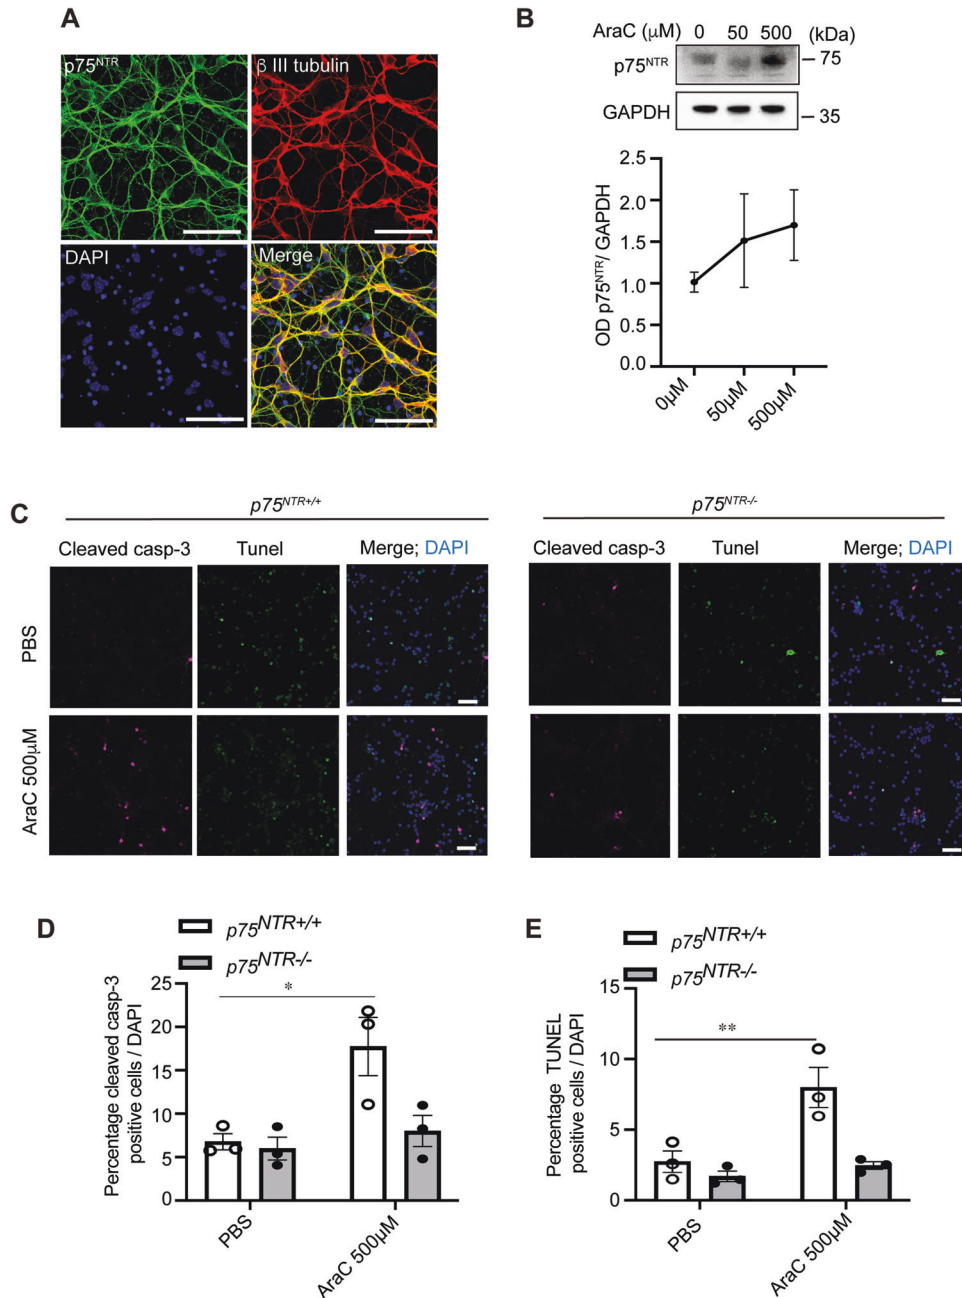 A
p75NTR
β III tubulin
DAPI
Merge
B
AraC (μM) 0 50 500 (kDa)
p75NTR
75
GAPDH
35
OD p75NTR/ GAPDH
2.5
2.0
1.5
1.0
0.5
0.0
0μM
50μM
500μM
C
p75NTR+/+
p75NTR-/-
Cleaved casp-3 Tunel Merge; DAPI
Cleaved casp-3 Tunel Merge; DAPI
PBS
AraC 500μM
D
p75NTR+/+
p75NTR-/-
Percentage cleaved casp-3
positive cells / DAPI
25
20
15
10
5
0
*
PBS
AraC 500μM
E
p75NTR+/+
p75NTR-/-
Percentage TUNEL
positive cells / DAPI
15
10
5
0
**
PBS
AraC 500μM